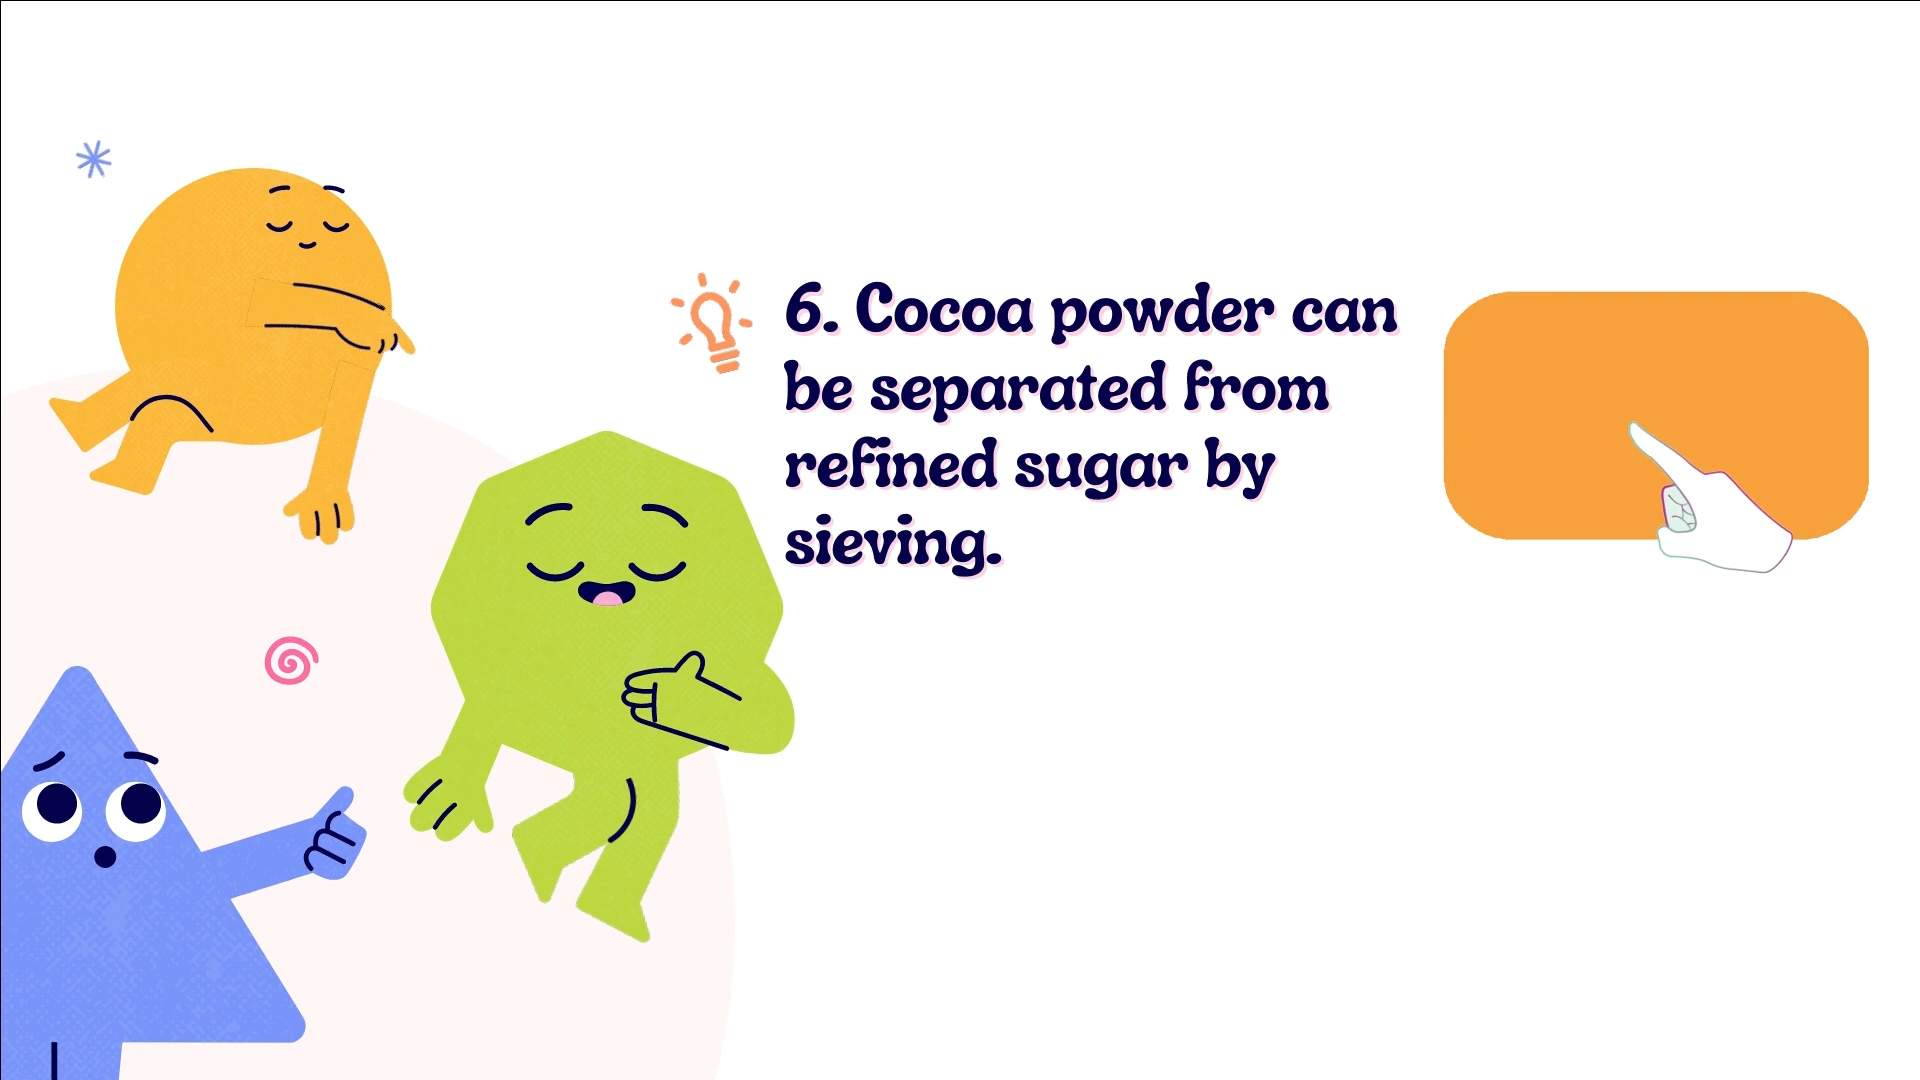 6. Cocoa powder can
be separated from
refined sugar by
sieving.